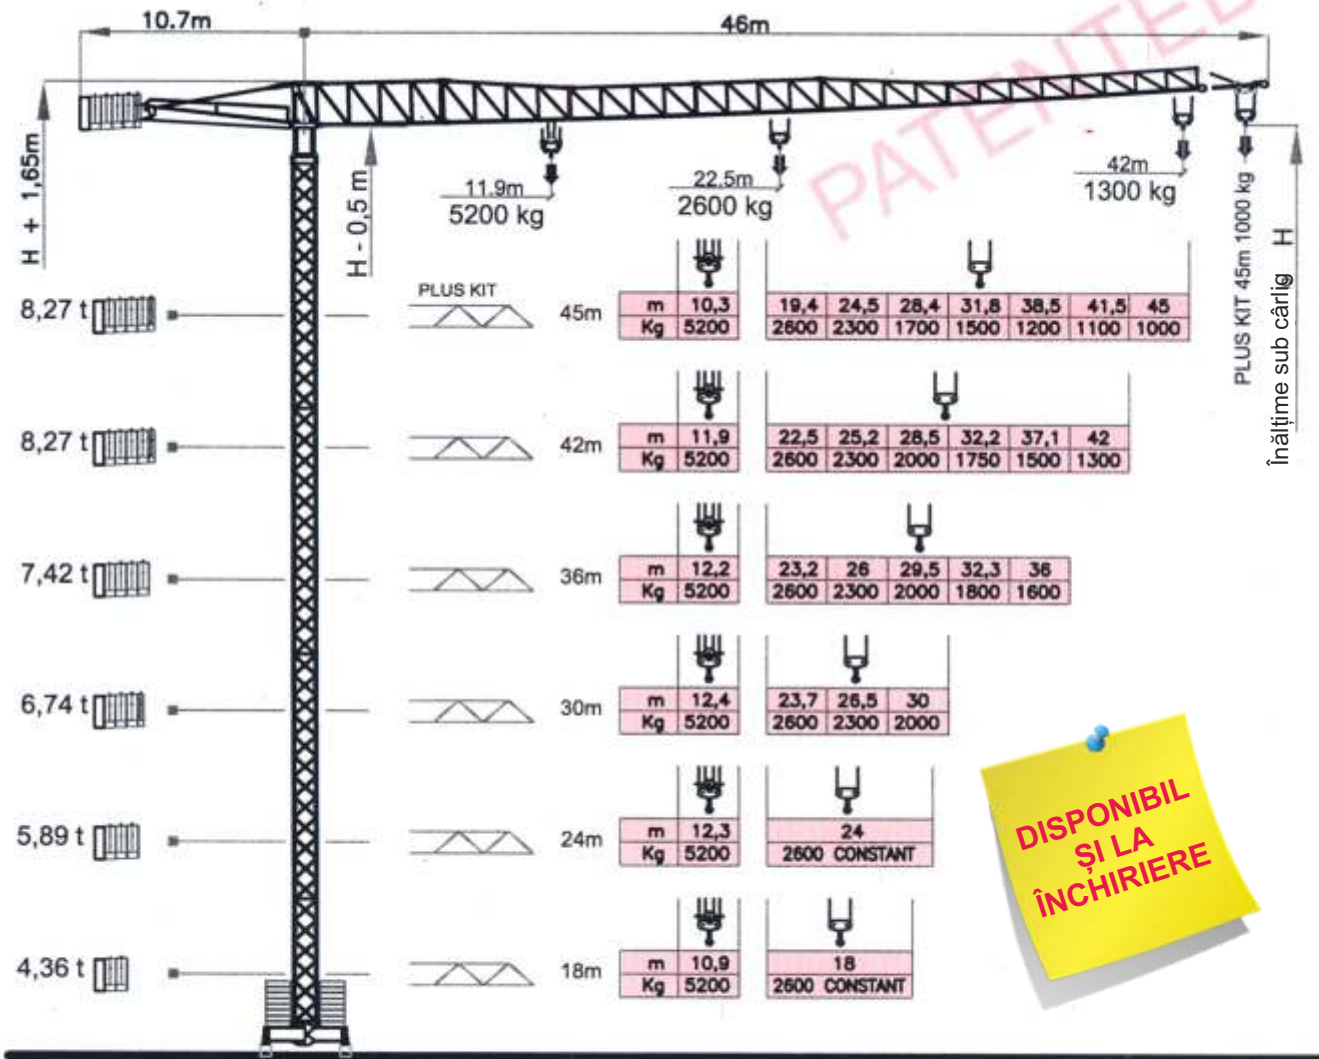 10.7m
46m
PATENTED
H + 1,65m
H - 0,5 m
11.9m
5200 kg
22.5m
2600 kg
42m
1300 kg
PLUS KIT 45m 1000 kg
Înălțime sub cârlig H
8,27 t
PLUS KIT
45m
m 10,3 19,4 24,5 28,4 31,8 38,5 41,5 45
Kg 5200 2600 2300 1700 1500 1200 1100 1000
8,27 t
42m
m 11,9 22,5 25,2 28,5 32,2 37,1 42
Kg 5200 2600 2300 2000 1750 1500 1300
7,42 t
36m
m 12,2 23,2 26 29,5 32,3 36
Kg 5200 2600 2300 2000 1800 1600
6,74 t
30m
m 12,4 23,7 26,5 30
Kg 5200 2600 2300 2000
5,89 t
24m
m 12,3 24
Kg 5200 2600 CONSTANT
4,36 t
18m
m 10,9 18
Kg 5200 2600 CONSTANT
DISPONIBIL
ȘI LA
ÎNCHIRIERE